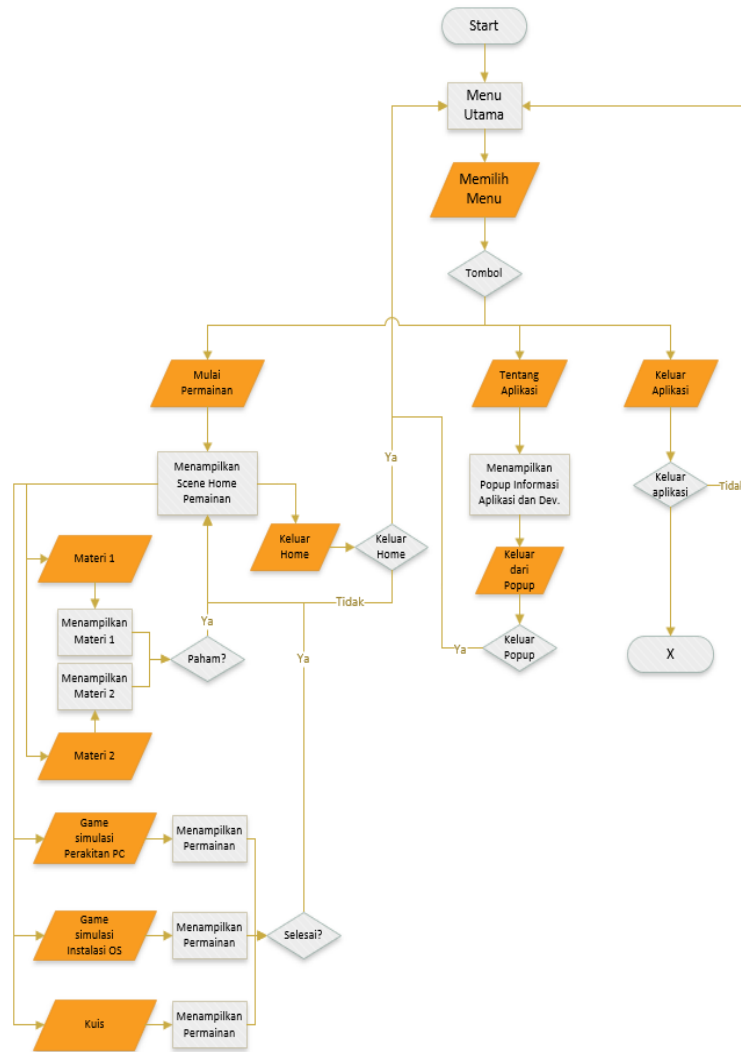 Start
Menu
Utama
Memilih
Menu
Tombol
Mulai
Permainan
Tentang
Aplikasi
Keluar
Aplikasi
Menampilkan
Scene Home
Pemainan
Keluar
Home
Ya
Keluar
Home
Menampilkan
Popup Informasi
Aplikasi dan Dev.
Keluar
aplikasi
Tidak
Keluar
dari
Popup
Keluar
Popup
Ya
X
Tidak
Materi 1
Menampilkan
Materi 1
Ya
Paham?
Ya
Menampilkan
Materi 2
Materi 2
Game
simulasi
Perakitan PC
Menampilkan
Permainan
Game
simulasi
Instalasi OS
Menampilkan
Permainan
Selesai?
Kuis
Menampilkan
Permainan